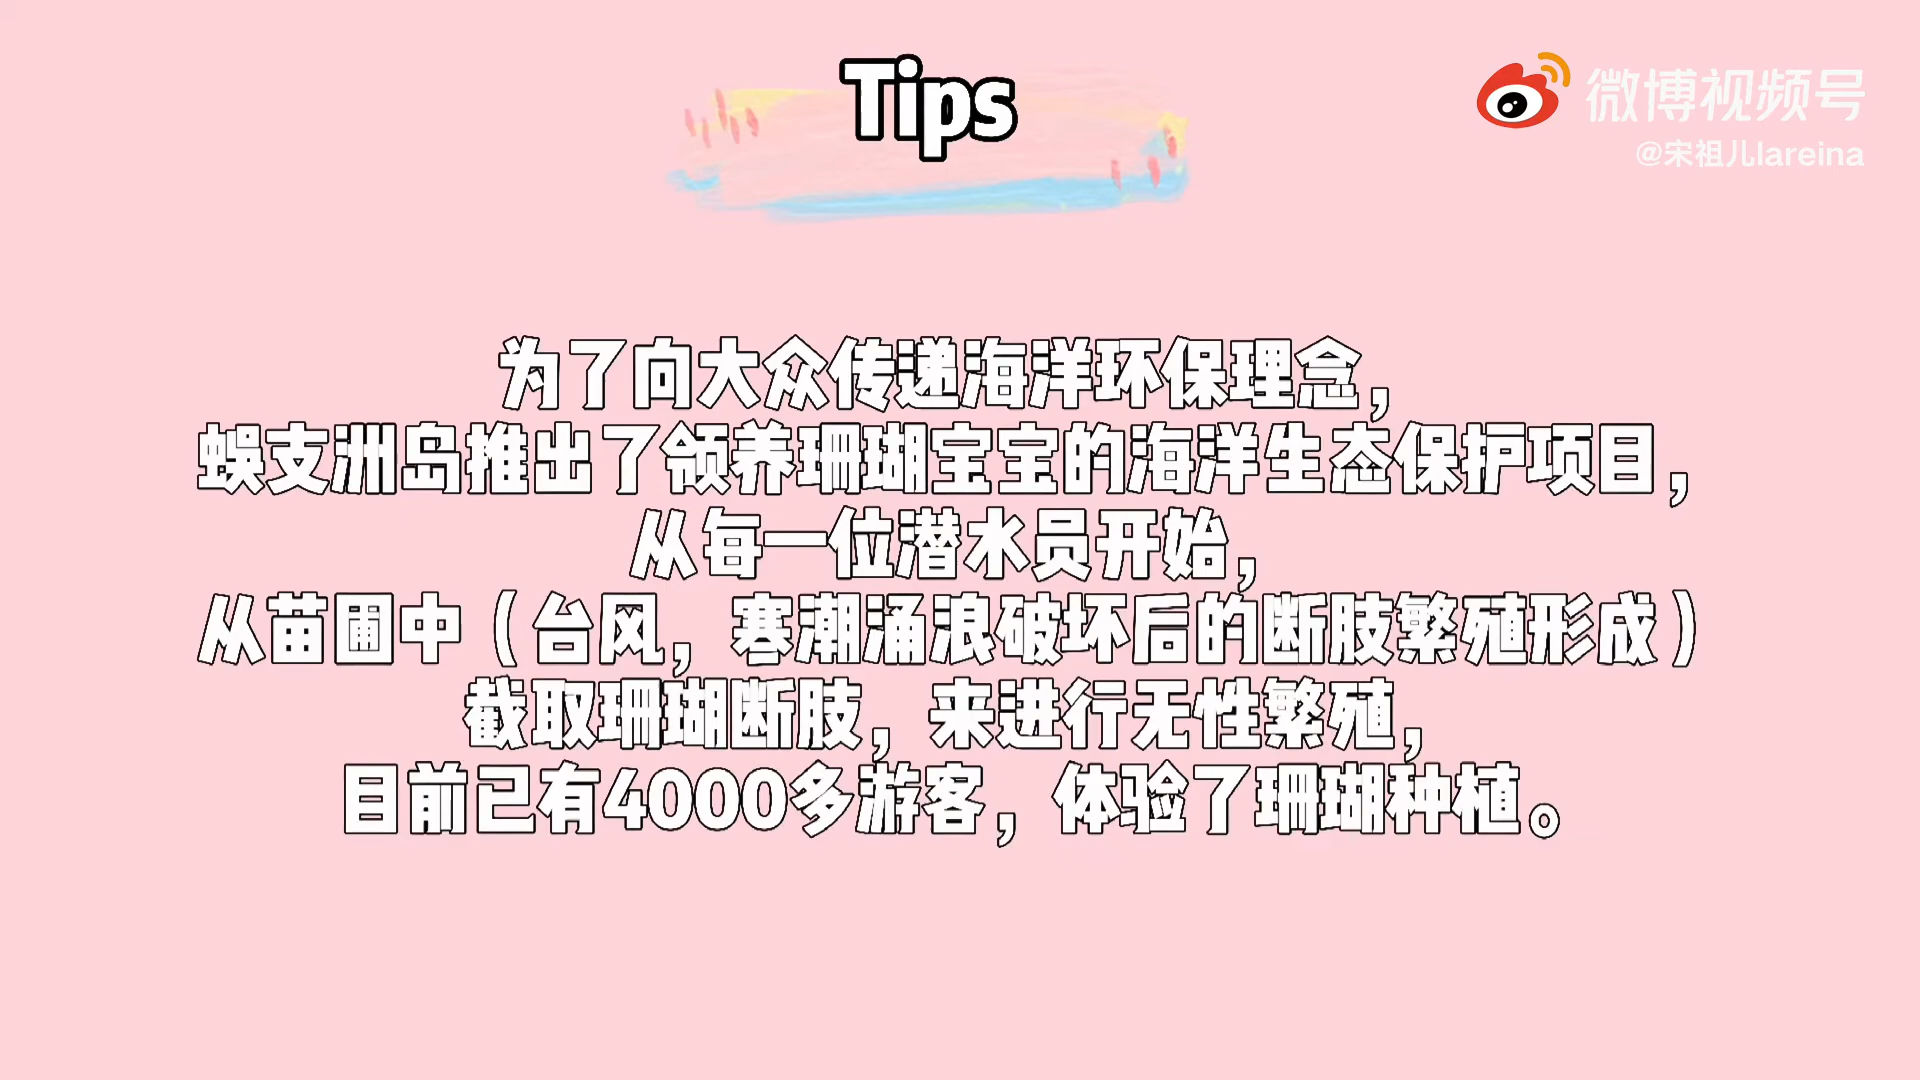 Tips
微博视频号
@宋祖儿lareina
为了向大众传递海洋环保理念，
蜈支洲岛推出了领养珊瑚宝宝的海洋生态保护项目，
从每一位潜水员开始，
从苗圃中（台风，寒潮涌浪破坏后的断肢繁殖形成）
截取珊瑚断肢，来进行无性繁殖，
目前已有4000多游客，体验了珊瑚种植。